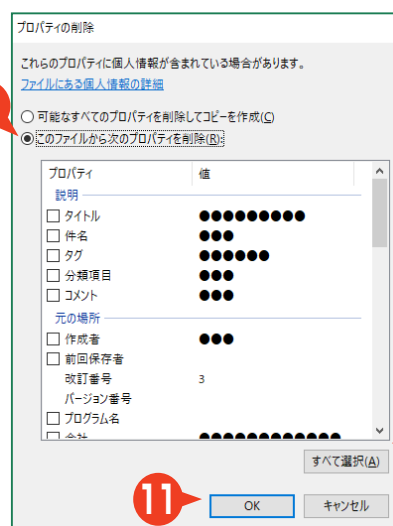 プロパティの削除
これらのプロパティに個人情報が含まれている場合があります。
ファイルにある個人情報の詳細
可能なすべてのプロパティを削除してコピーを作成(C)
このファイルから次のプロパティを削除(R):
プロパティ 値
説明
タイトル ●●●●●●●●●
件名 ●●●
タグ ●●●●●●
分類項目 ●●●
コメント ●●●
元の場所
作成者 ●●●
前回保存者
改訂番号 3
バージョン番号
プログラム名
会社 ●●●●●●●●●●●●
すべて選択(A)
11 OK キャンセル